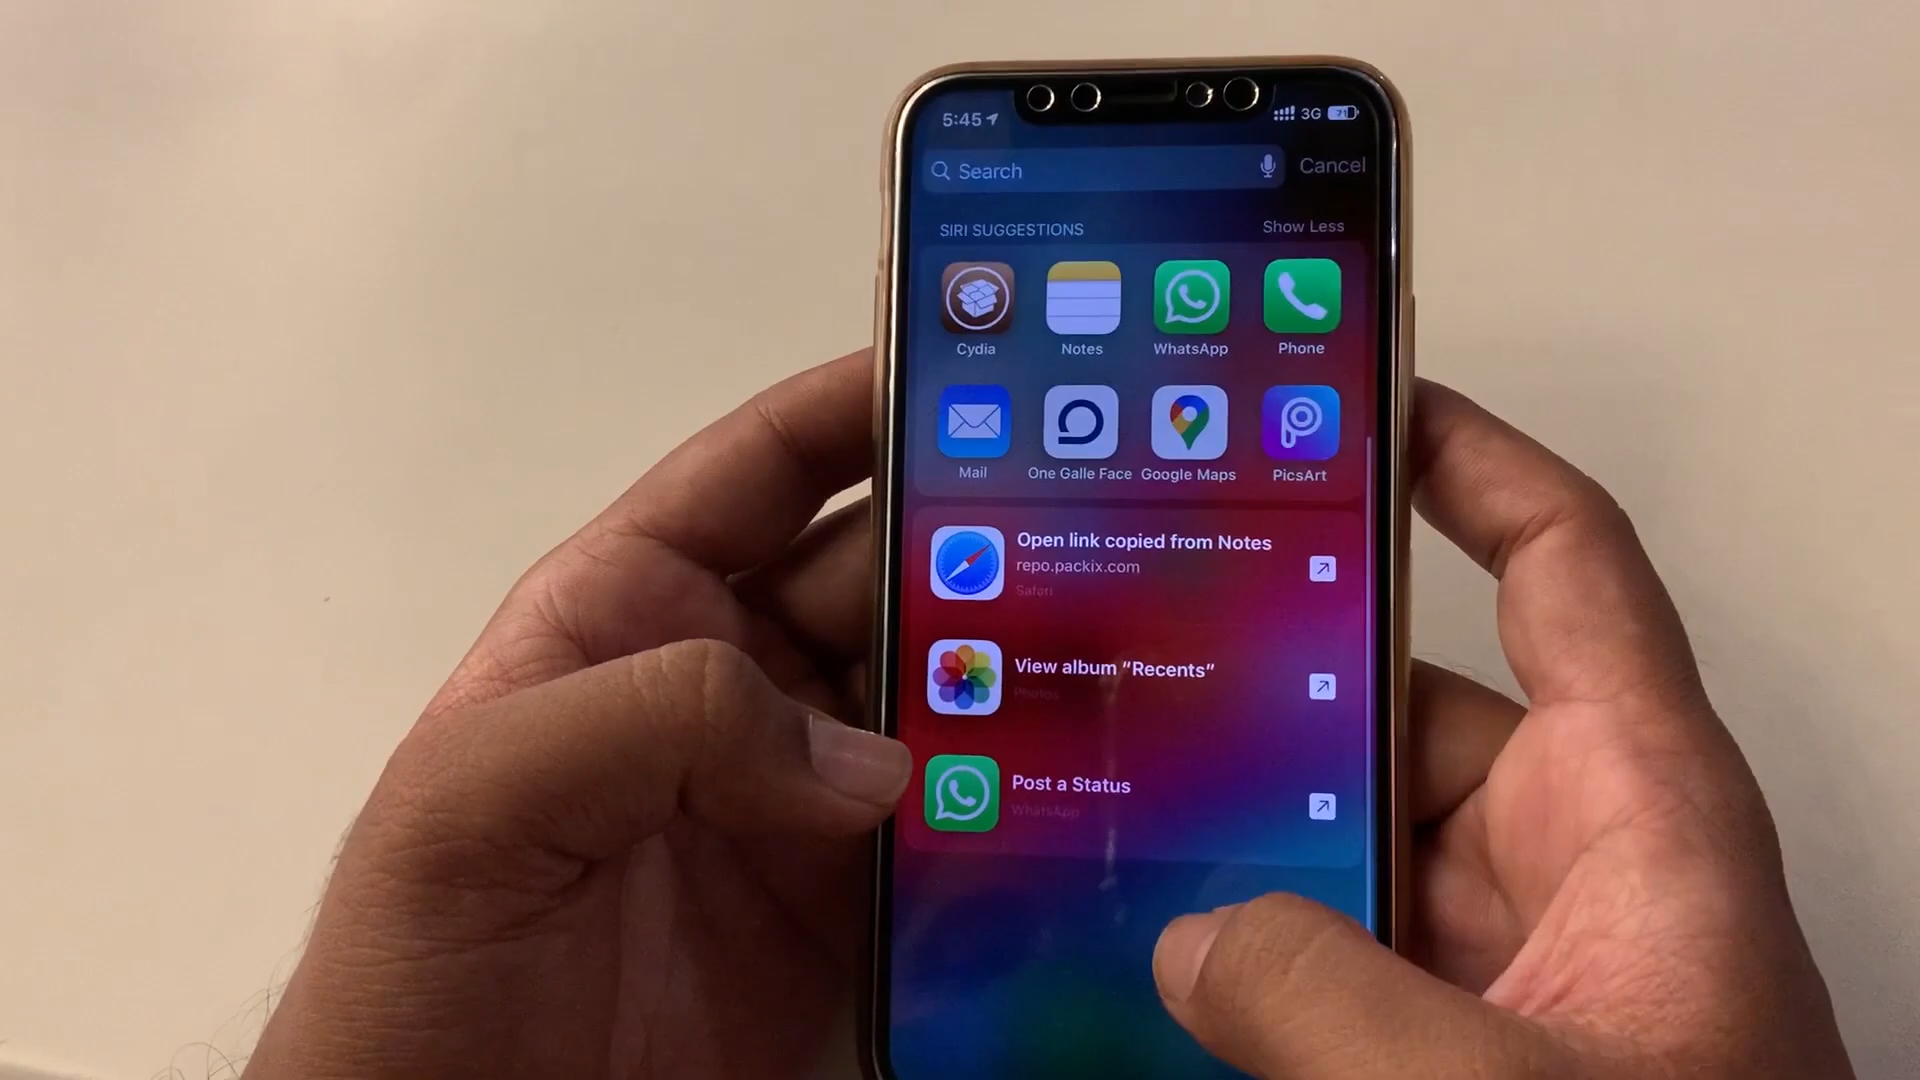 5:45
3G 71
Search
Cancel
SIRI SUGGESTIONS
Show Less
Cydia
Notes
WhatsApp
Phone
Mail
One Galle Face
Google Maps
PicsArt
Open link copied from Notes
repo.packix.com
Safari
View album “Recents”
Photos
Post a Status
WhatsApp